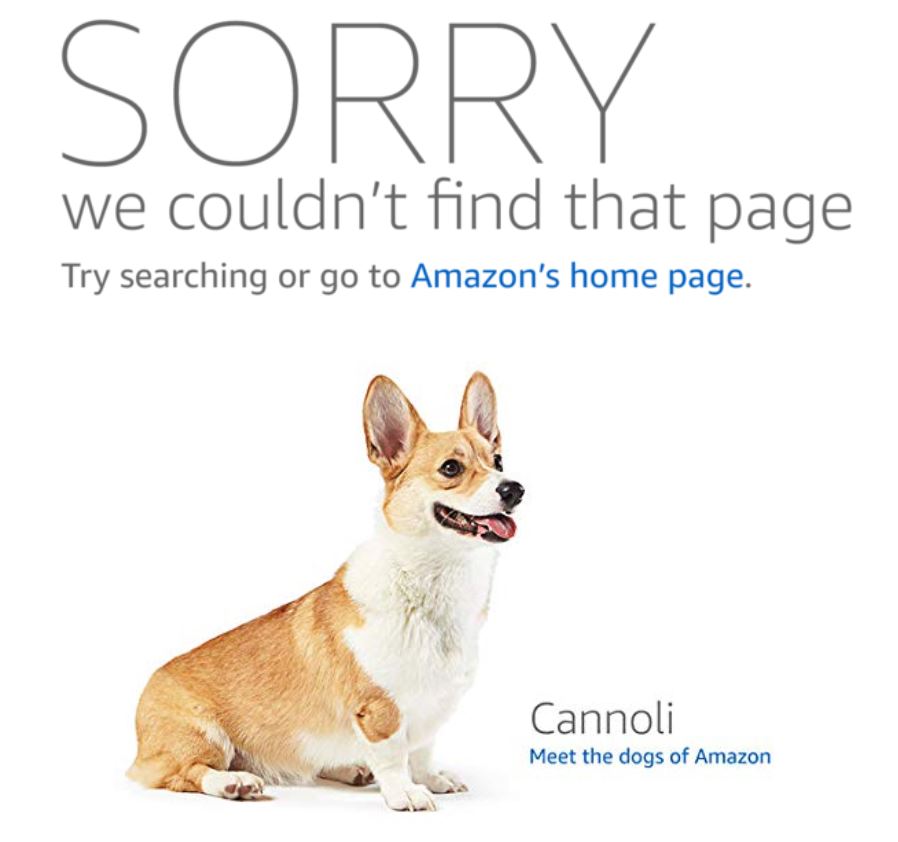 SORRY
we couldn't find that page
Try searching or go to Amazon's home page.
Cannoli
Meet the dogs of Amazon